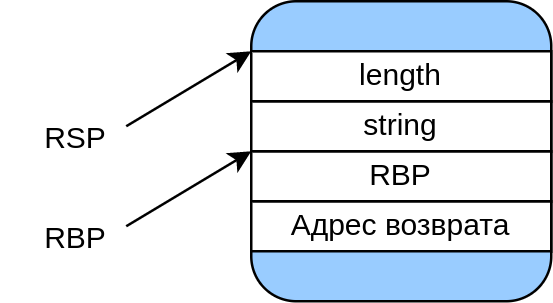 length
RSP
string
RBP
RBP
Адрес возврата